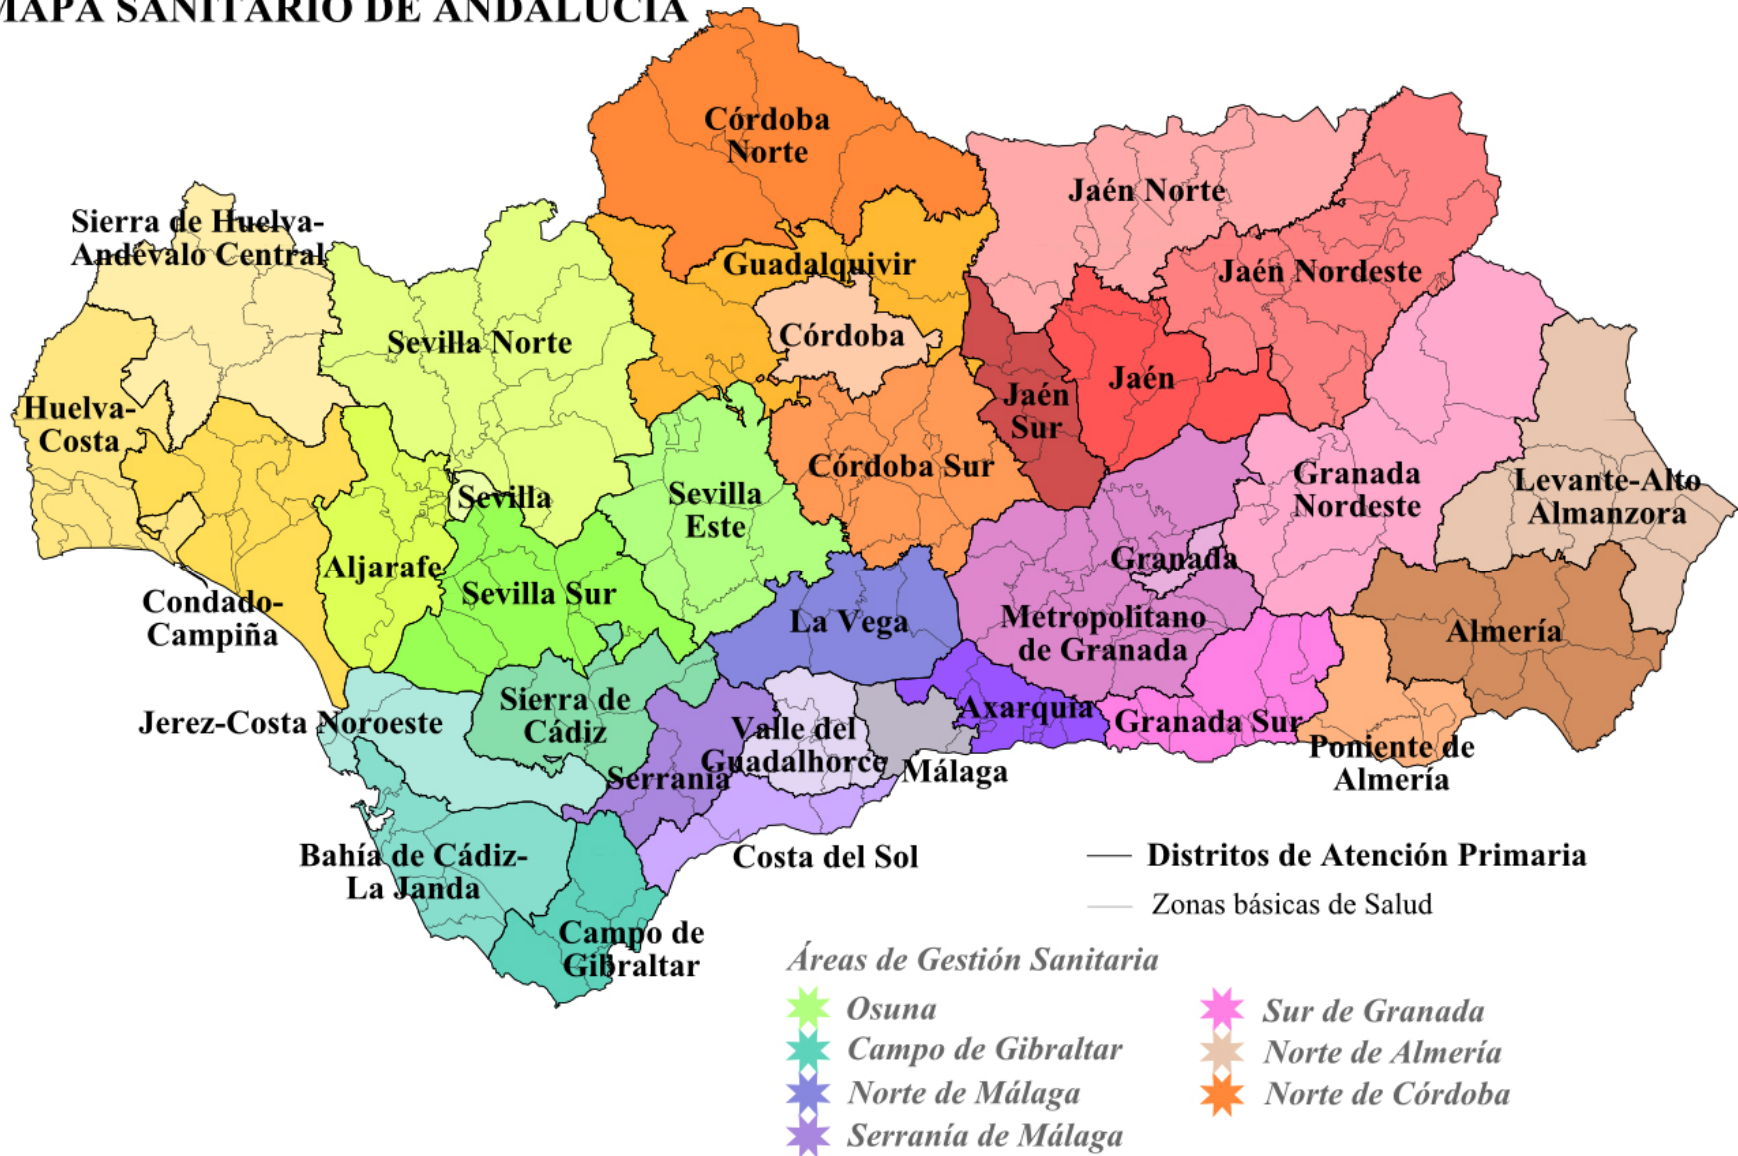 MAPA SANITARIO DE ANDALUCÍA
Córdoba
Norte
Jaén Norte
Sierra de Huelva-
Andévalo Central
Guadalquivir
Jaén Nordeste
Sevilla Norte
Córdoba
Jaén
Jaén
Sur
Huelva-
Costa
Córdoba Sur
Sevilla
Sevilla
Este
Granada
Nordeste
Levante-Alto
Almanzora
Granada
Aljarafe
Sevilla Sur
Condado-
Campiña
La Vega
Metropolitano
de Granada
Almería
Sierra de
Cádiz
Jerez-Costa Noroeste
Valle del
Guadalhorce
Axarquía
Granada Sur
Serranía
Málaga
Poniente de
Almería
Bahía de Cádiz-
La Janda
Costa del Sol
Campo de
Gibraltar
Distritos de Atención Primaria
Zonas básicas de Salud
Áreas de Gestión Sanitaria
Osuna
Campo de Gibraltar
Norte de Málaga
Serranía de Málaga
Sur de Granada
Norte de Almería
Norte de Córdoba